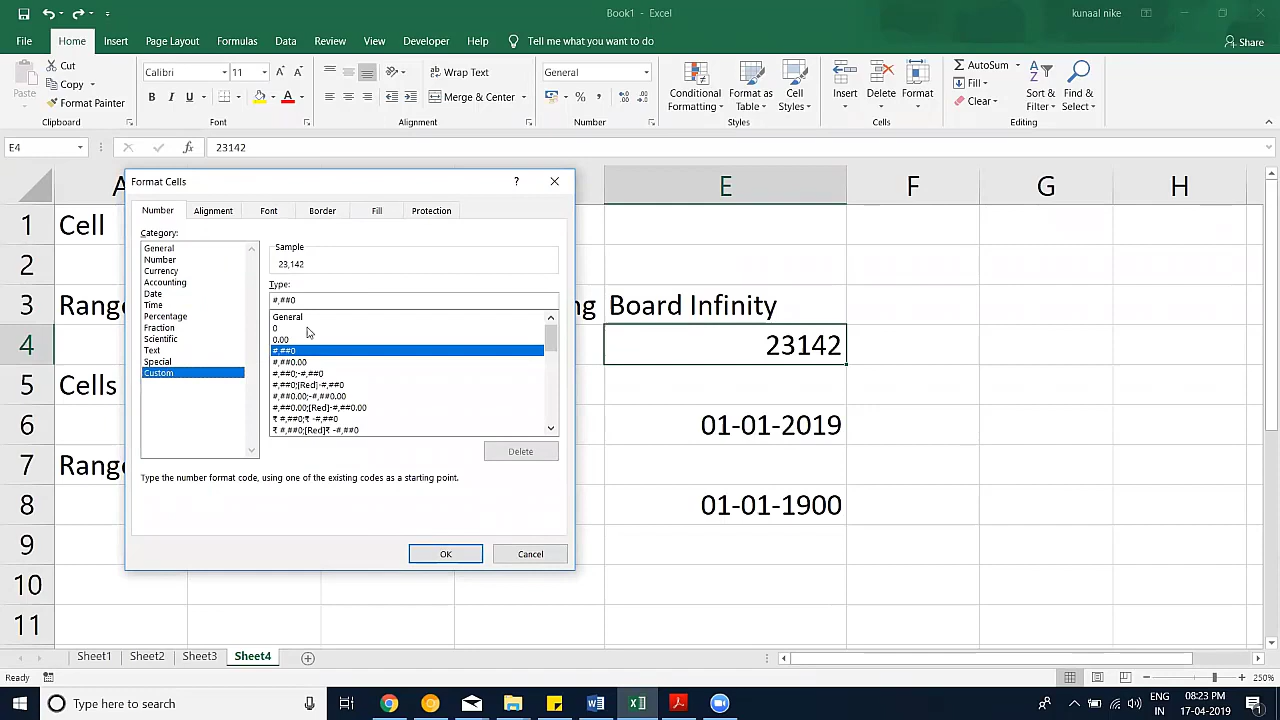 Book1 - Excel
kunaal nike
File Home Insert Page Layout Formulas Data Review View Developer Help Tell me what you want to do Share
Paste
Cut
Copy
Format Painter
Clipboard
Calibri 11
B I U
Font
Wrap Text
Merge & Center
Alignment
General
Number
Conditional Formatting
Format as Table
Cell Styles
Styles
Insert
Delete
Format
Cells
AutoSum
Fill
Clear
Sort & Filter
Find & Select
Editing
E4
fx
23142
E F G H
1 Cell
2
3 Board Infinity
4 23142
5 Cells
6 01-01-2019
7
8 01-01-1900
9
10
11
Format Cells
?
Number Alignment Font Border Fill Protection
Category:
General
Number
Currency
Accounting
Date
Time
Percentage
Fraction
Scientific
Text
Special
Custom
Sample
23,142
Type:
#,##0
General
0
0.00
#,##0
#,##0.00
#,##0;-#,##0
#,##0;[Red]-#,##0
#,##0.00;-#,##0.00
#,##0.00;[Red]-#,##0.00
₹ #,##0;₹ -#,##0
₹ #,##0;[Red]₹ -#,##0
Delete
Type the number format code, using one of the existing codes as a starting point.
OK Cancel
Sheet1 Sheet2 Sheet3 Sheet4
Ready
250%
Type here to search
ENG
IN
08:23 PM
17-04-2019